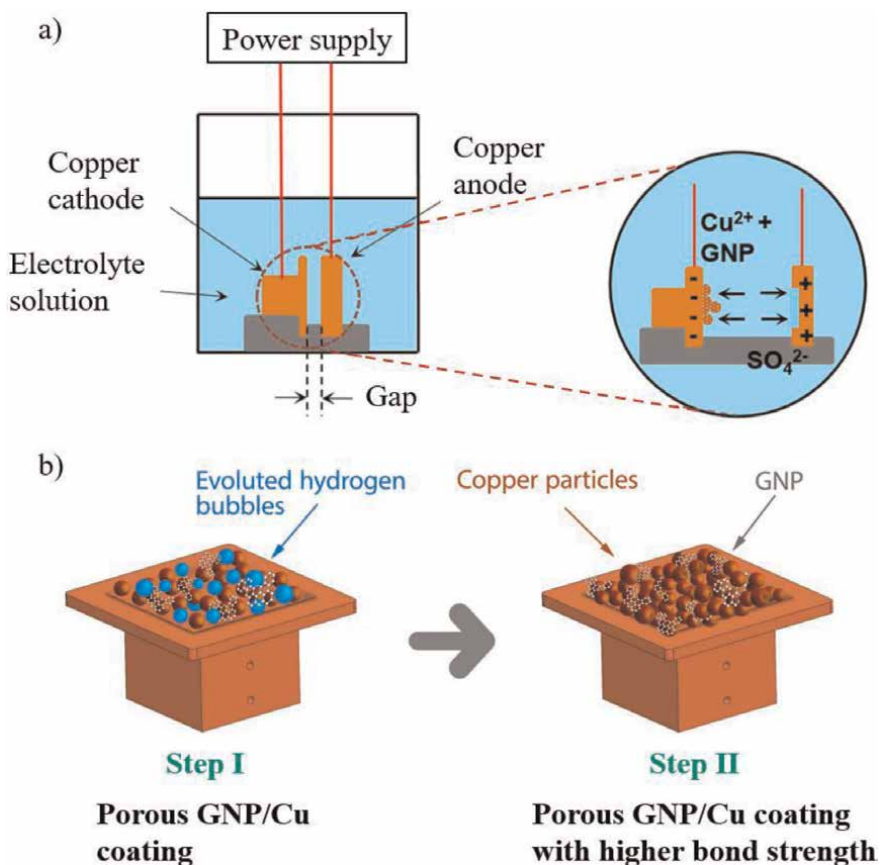 a)
Power supply
Copper
cathode
Copper
anode
Electrolyte
solution
Gap
Cu²⁺ +
GNP
- + 
- +
-
- +
SO₄²⁻
b)
Evoluted hydrogen
bubbles
Copper particles
GNP
Step I
Step II
Porous GNP/Cu
coating
Porous GNP/Cu coating
with higher bond strength